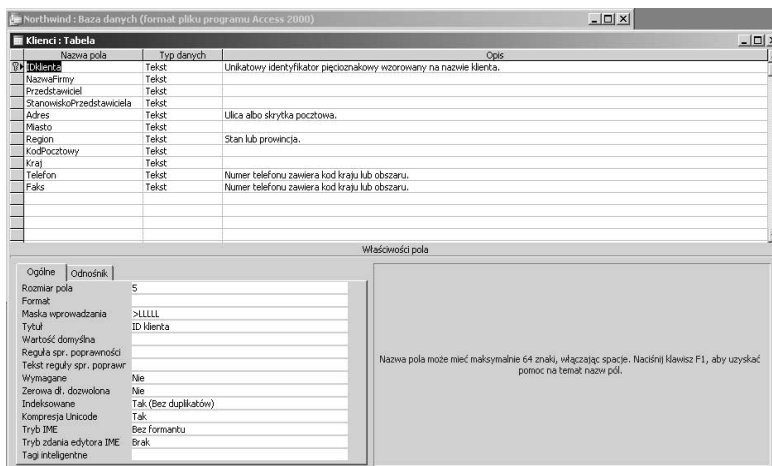 Northwind : Baza danych (format pliku programu Access 2000)
Klienci : Tabela
Nazwa pola Typ danych Opis
IDklienta Tekst Unikatowy identyfikator pięcioznakowy wzorowany na nazwie klienta.
NazwaFirmy Tekst
Przedstawiciel Tekst
StanowiskoPrzedstawiciela Tekst
Adres Tekst Ulica albo skrytka pocztowa.
Miasto Tekst
Region Tekst Stan lub prowincja.
KodPocztowy Tekst
Kraj Tekst
Telefon Tekst Numer telefonu zawiera kod kraju lub obszaru.
Faks Tekst Numer telefonu zawiera kod kraju lub obszaru.
Właściwości pola
Ogólne Odnośnik
Rozmiar pola 5
Format
Maska wprowadzania >LLLLL
Tytuł ID klienta
Wartość domyślna
Reguła spr. poprawności
Tekst reguły spr. poprawr
Wymagane Nie
Zerowa dł. dozwolona Nie
Indeksowane Tak (Bez duplikatów)
Kompresja Unicode Tak
Tryb IME Bez formantu
Tryb zdania edytora IME Brak
Tagi inteligentne
Nazwa pola może mieć maksymalnie 64 znaki, włączając spacje. Naciśnij klawisz F1, aby uzyskać
pomoc na temat nazw pól.